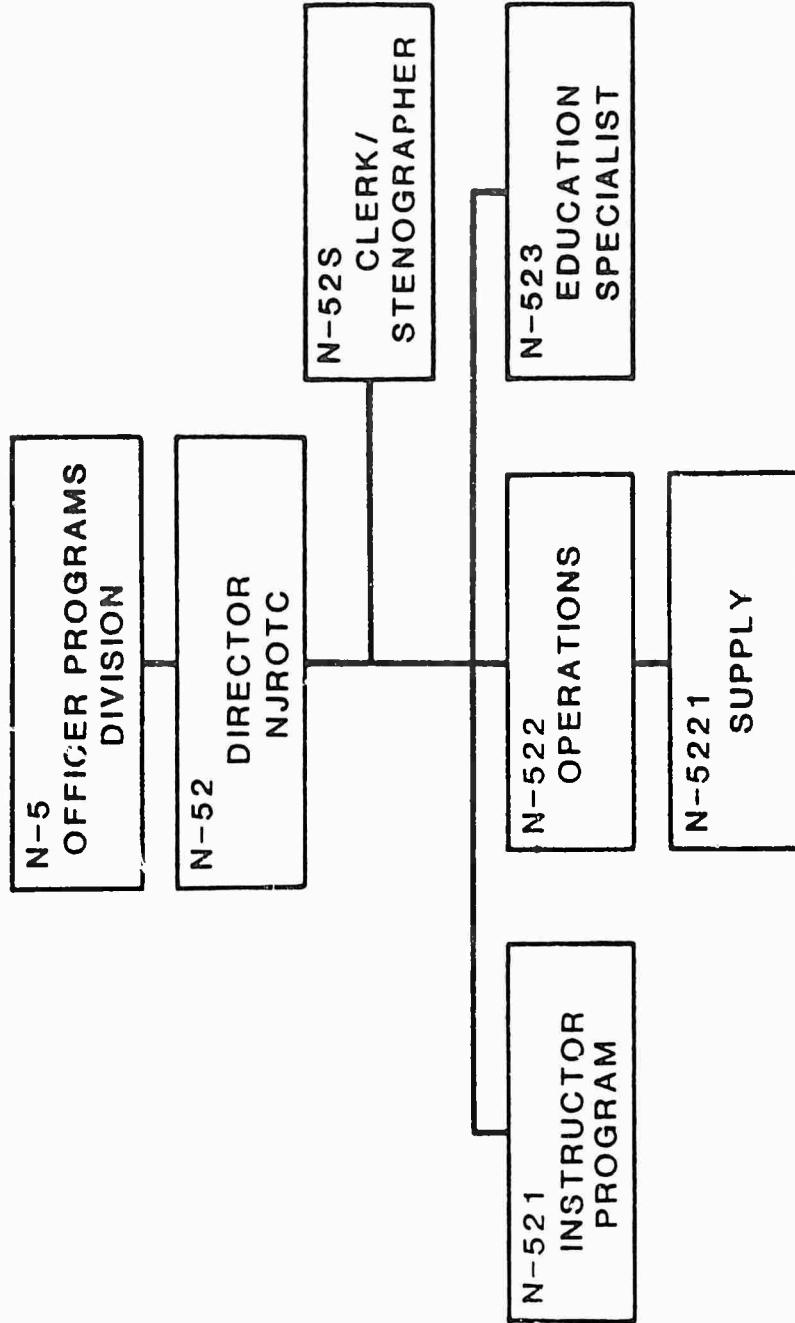 N-5
OFFICER PROGRAMS
DIVISION
N-52
DIRECTOR
NJROTC
N-52S
CLERK/
STENOGRAPHER
N-521
INSTRUCTOR
PROGRAM
N-522
OPERATIONS
N-523
EDUCATION
SPECIALIST
N-5221
SUPPLY